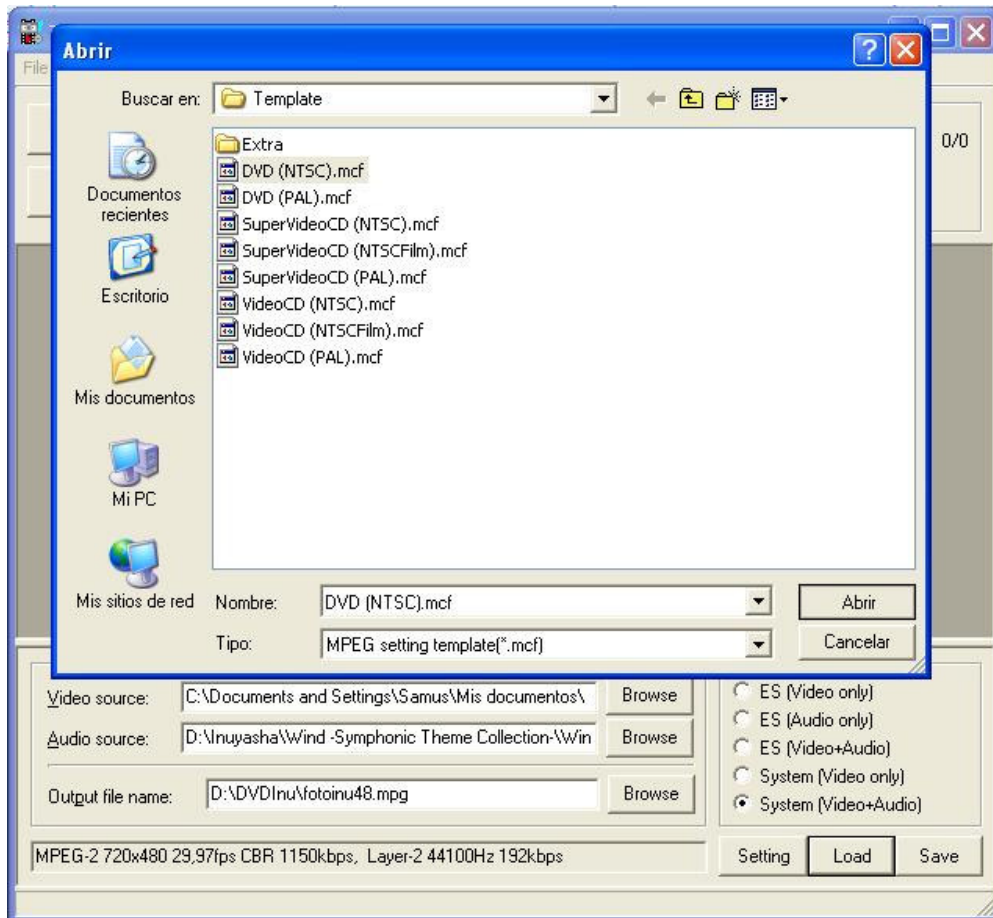 Abrir
File
Buscar en: Template
0/0
Extra
DVD (NTSC).mcf
DVD (PAL).mcf
SuperVideoCD (NTSC).mcf
SuperVideoCD (NTSCFilm).mcf
SuperVideoCD (PAL).mcf
VideoCD (NTSC).mcf
VideoCD (NTSCFilm).mcf
VideoCD (PAL).mcf
Documentos
recientes
Escritorio
Mis documentos
Mi PC
Mis sitios de red
Nombre: DVD (NTSC).mcf Abrir
Tipo: MPEG setting template(*.mcf) Cancelar
Video source: C:\Documents and Settings\Samus\Mis documentos\ Browse
Audio source: D:\Inuyasha\Wind -Symphonic Theme Collection-\Win Browse
Output file name: D:\DVDInu\fotoinu48.mpg Browse
ES (Video only)
ES (Audio only)
ES (Video+Audio)
System (Video only)
System (Video+Audio)
MPEG-2 720x480 29,97fps CBR 1150kbps, Layer-2 44100Hz 192kbps
Setting Load Save